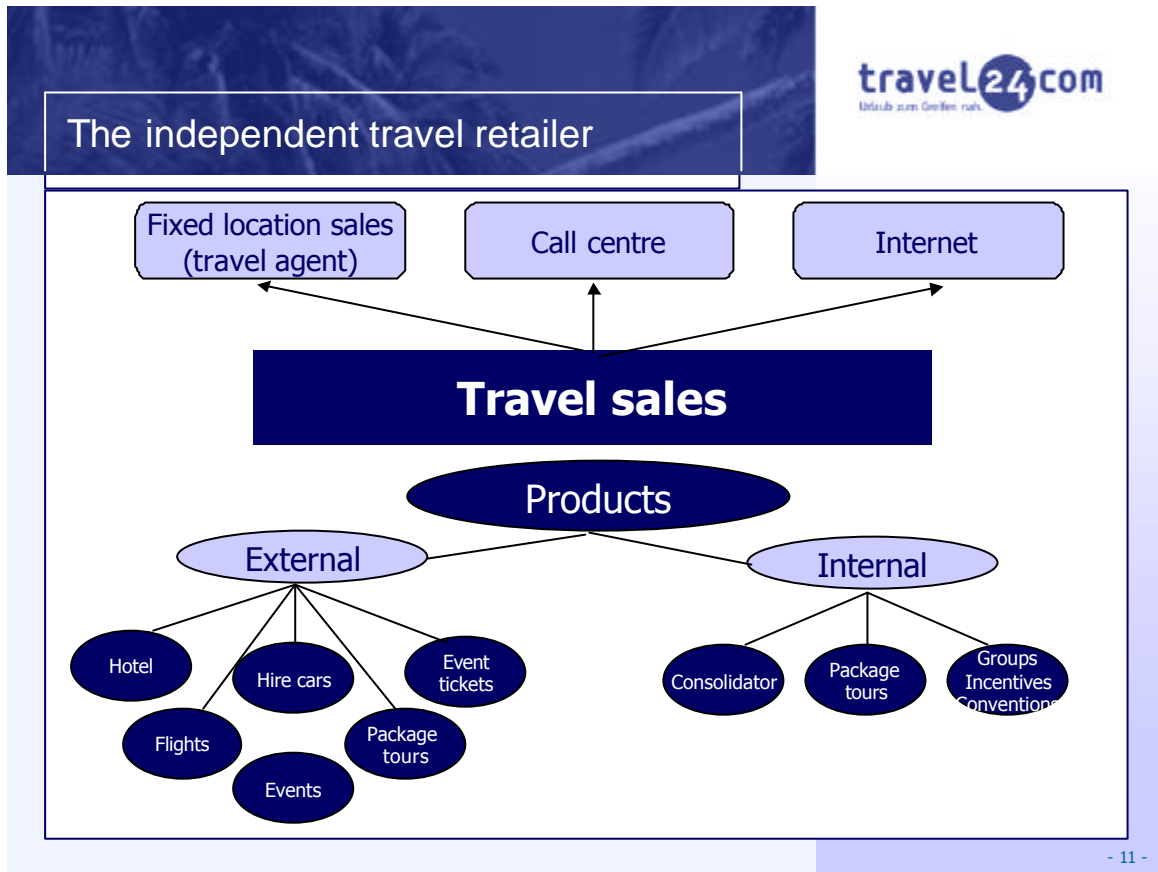 travel24com
Urlaub zum Greifen nah.
The independent travel retailer
Fixed location sales
(travel agent)
Call centre
Internet
Travel sales
Products
External
Internal
Hotel
Hire cars
Event
tickets
Flights
Package
tours
Events
Consolidator
Package
tours
Groups
Incentives
Conventions
- 11 -